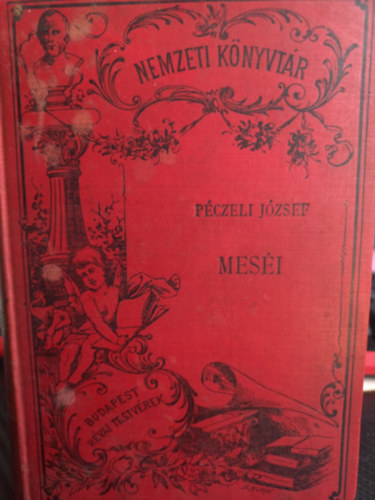 NEMZETI KÖNYVTÁR
PÉCZELI JÓZSEF
MESÉI
BUDAPEST
RÉVAI TESTVÉREK